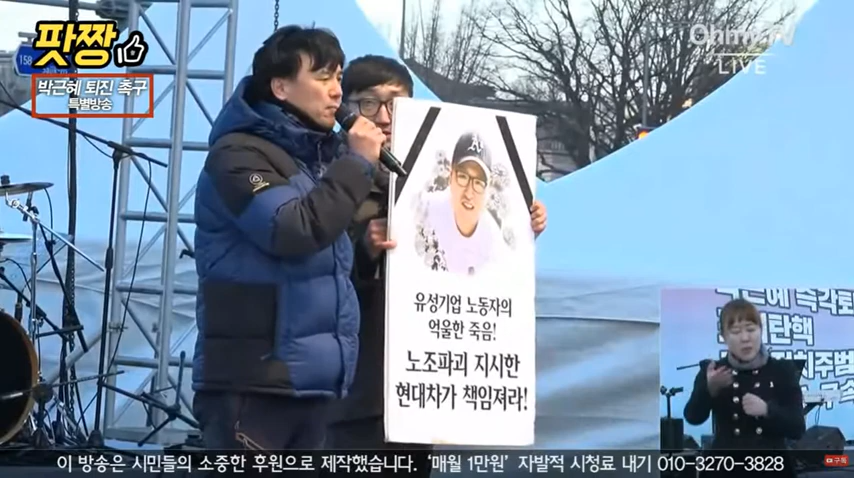 팟짱
박근혜 퇴진 촉구
특별방송
158
OhmyTV
LIVE
유성기업 노동자의
억울한 죽음!
노조파괴 지시한
현대차가 책임져라!
탄핵
이 방송은 시민들의 소중한 후원으로 제작했습니다. '매월 1만원' 자발적 시청료 내기 010-3270-3828
구독